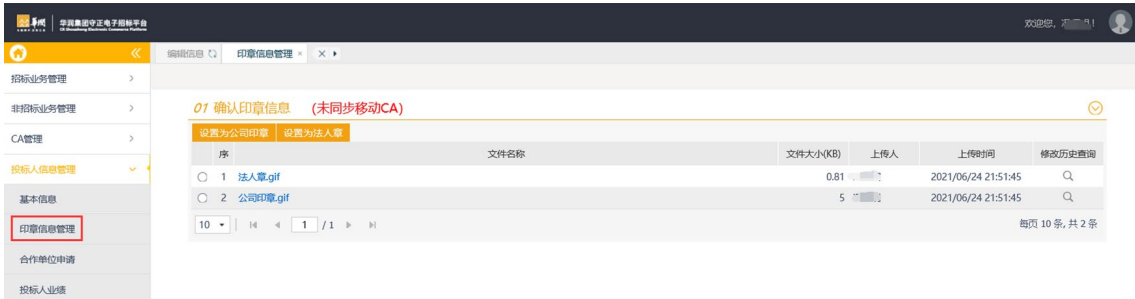 华润集团守正电子招标平台
欢迎您,
编辑信息 印章信息管理 ×
招标业务管理
非招标业务管理
CA管理
投标人信息管理
基本信息
印章信息管理
合作单位申请
投标人业绩
01 确认印章信息 (未同步移动CA)
设置为公司印章 设置为法人章
序 文件名称 文件大小(KB) 上传人 上传时间 修改历史查询
1 法人章.gif 0.81 2021/06/24 21:51:45
2 公司印章.gif 5 2021/06/24 21:51:45
10 1 /1 每页 10 条, 共 2 条